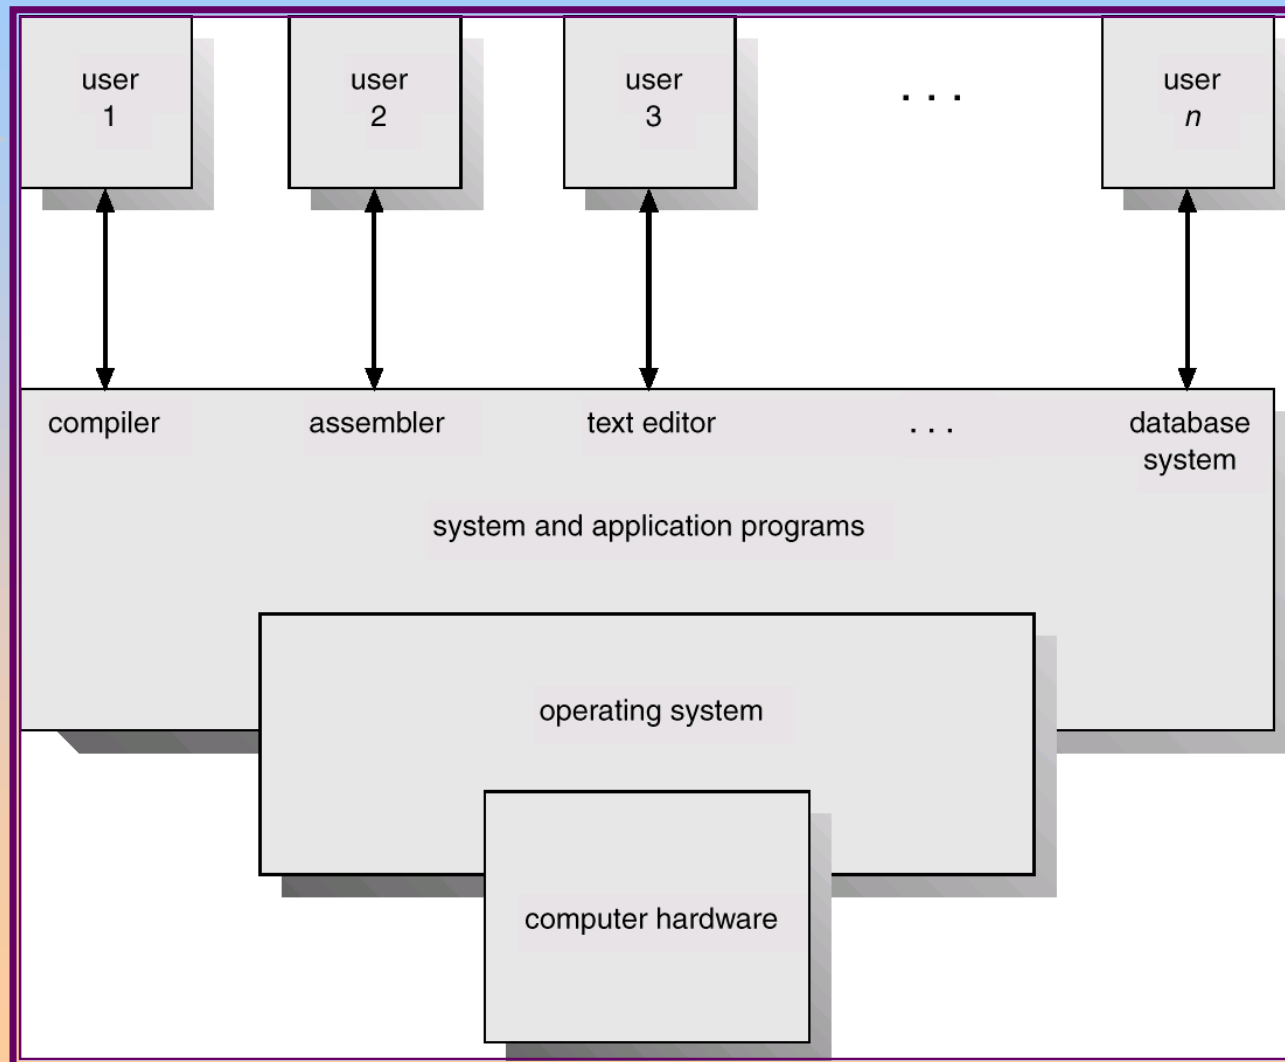 user
1
user
2
user
3
. . .
user
n
compiler
assembler
text editor
. . .
database
system
system and application programs
operating system
computer hardware